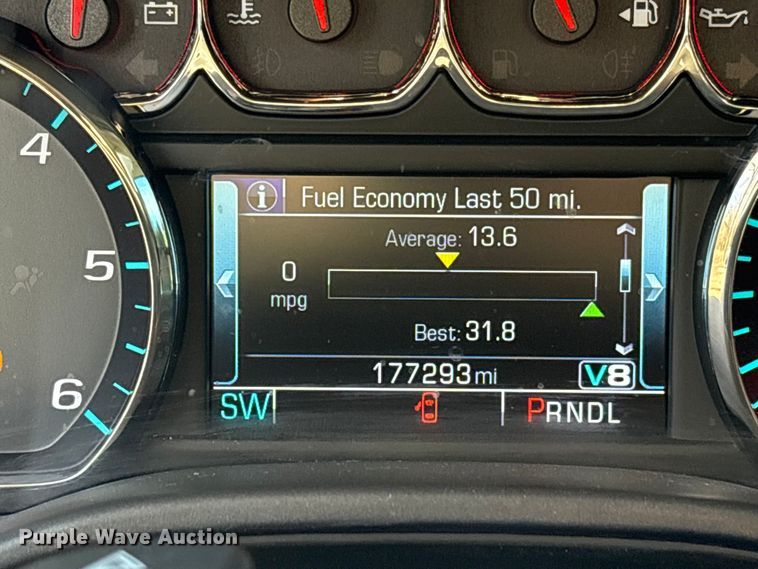 4
5
6
Fuel Economy Last 50 mi.
Average: 13.6
0
mpg
Best: 31.8
177293 mi
V8
SW
PRNDL
Purple Wave Auction